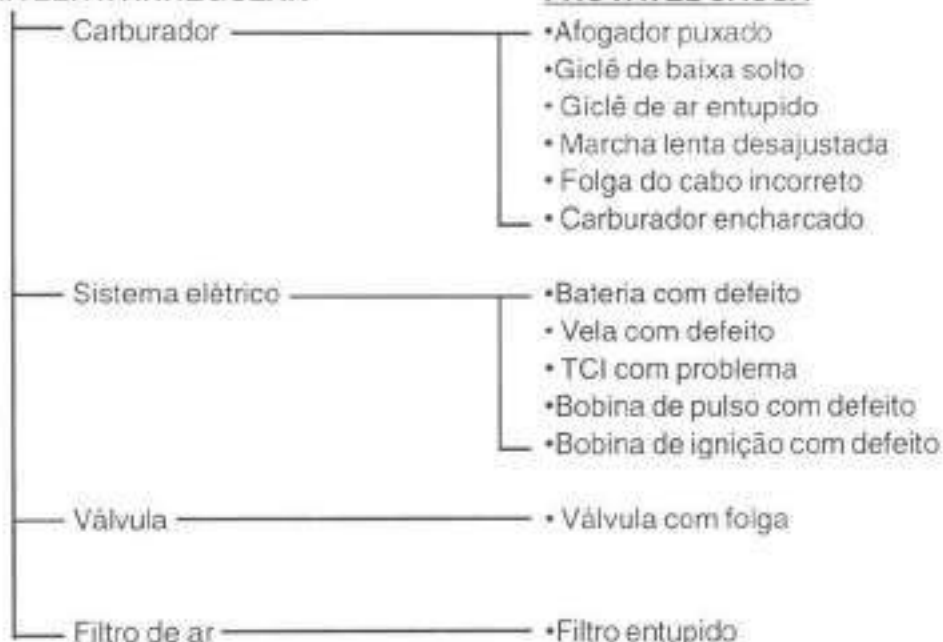 Carburador
•Afogador puxado
•Giclê de baixa solto
• Giclê de ar entupido
• Marcha lenta desajustada
• Folga do cabo incorreto
• Carburador encharcado
Sistema elétrico
•Bateria com defeito
• Vela com defeito
• TCI com problema
•Bobina de pulso com defeito
•Bobina de ignição com defeito
Válvula
• Válvula com folga
Filtro de ar
•Filtro entupido